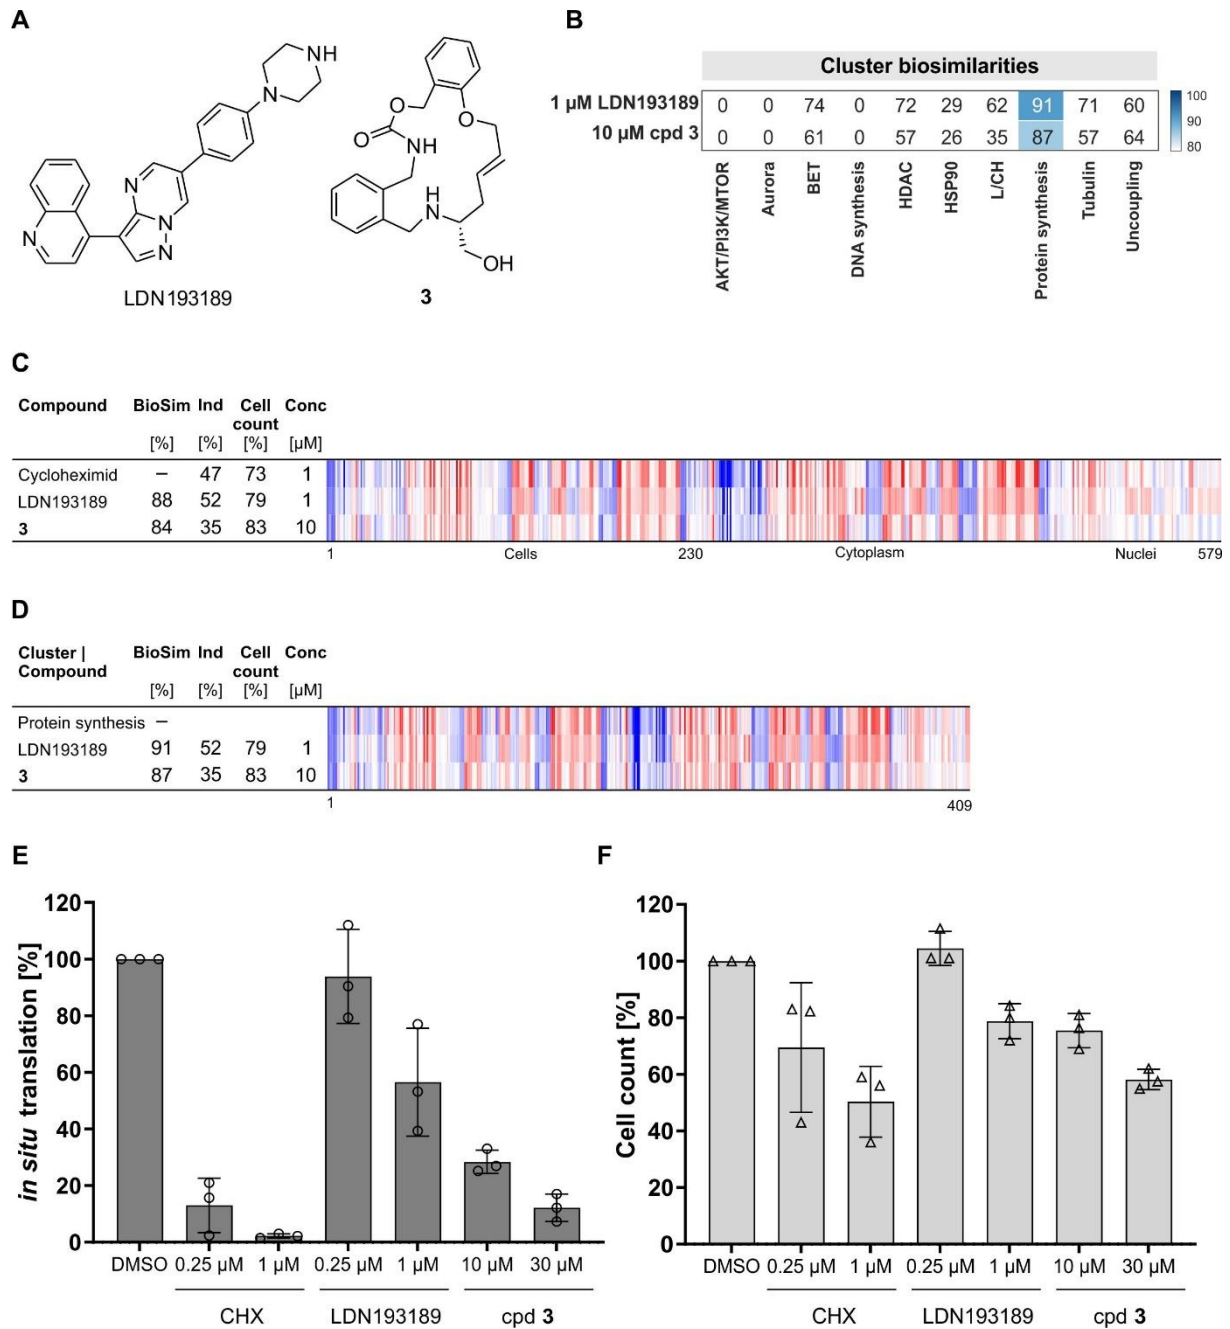 A
NH
N
N
N
N
N
N
LDN193189
O
O
O
NH
H
N
OH
3
B
Cluster biosimilarities
1 µM LDN193189 0 0 74 0 72 29 62 91 71 60
10 µM cpd 3 0 0 61 0 57 26 35 87 57 64
100
90
80
AKT/PI3K/MTOR
Aurora
BET
DNA synthesis
HDAC
HSP90
L/CH
Protein synthesis
Tubulin
Uncoupling
C
Compound BioSim Ind Cell count Conc
[%] [%] [%] [µM]
Cycloheximid – 47 73 1
LDN193189 88 52 79 1
3 84 35 83 10
1 Cells 230 Cytoplasm Nuclei 579
D
Cluster | Compound BioSim Ind Cell count Conc
[%] [%] [%] [µM]
Protein synthesis –
LDN193189 91 52 79 1
3 87 35 83 10
1 409
E
in situ translation [%]
120
100
80
60
40
20
0
DMSO 0.25 µM 1 µM 0.25 µM 1 µM 10 µM 30 µM
CHX LDN193189 cpd 3
F
Cell count [%]
120
100
80
60
40
20
0
DMSO 0.25 µM 1 µM 0.25 µM 1 µM 10 µM 30 µM
CHX LDN193189 cpd 3